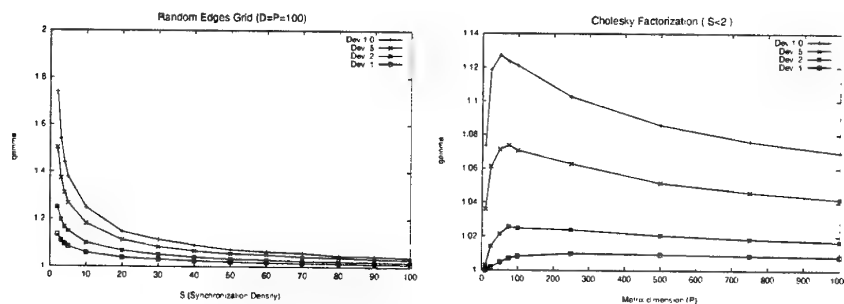 Random Edges Grid (D=P=100)
Dev 10
Dev 5
Dev 2
Dev 1
2
1.8
1.6
1.4
1.2
1
gamma
0 10 20 30 40 50 60 70 80 90 100
S (Synchronization Density)
Cholesky Factorization ( S<2 )
Dev 10
Dev 5
Dev 2
Dev 1
1.14
1.12
1.1
1.08
1.06
1.04
1.02
1
gamma
0 100 200 300 400 500 600 700 800 900 1000
Matrix dimension (P)